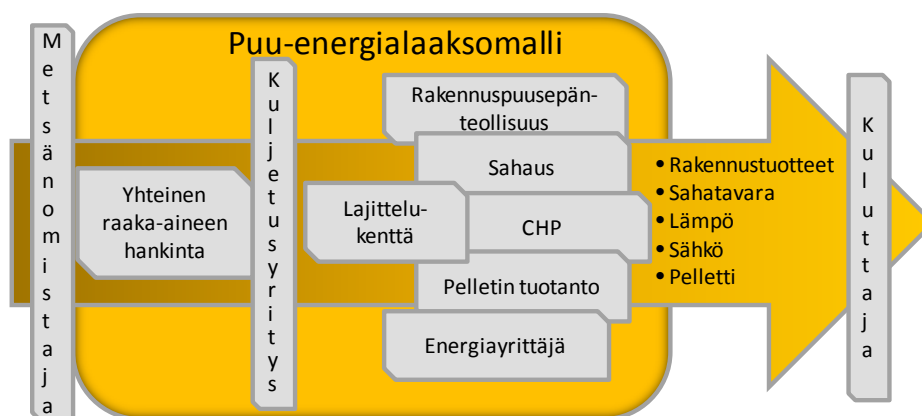 Puu-energialaaksomalli
Metsänomistaja
Yhteinen
raaka-aineen
hankinta
Kuljetusyritys
Lajittelu-
kenttä
Rakennuspuusepän-
teollisuus
Sahaus
CHP
Pelletin tuotanto
Energiayrittäjä
• Rakennustuotteet
• Sahatavara
• Lämpö
• Sähkö
• Pelletti
Kuluttaja